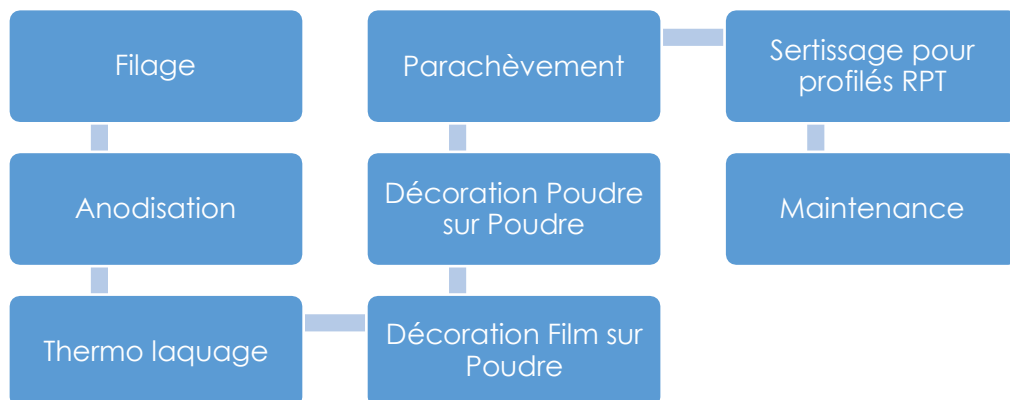 Filage
Anodisation
Thermo laquage
Décoration Film sur
Poudre
Décoration Poudre
sur Poudre
Parachèvement
Sertissage pour
profilés RPT
Maintenance